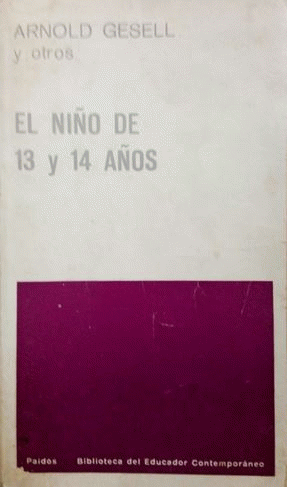 ARNOLD GESELL
y otros
EL NIÑO DE
13 y 14 AÑOS
Paidós Biblioteca del Educador Contemporáneo